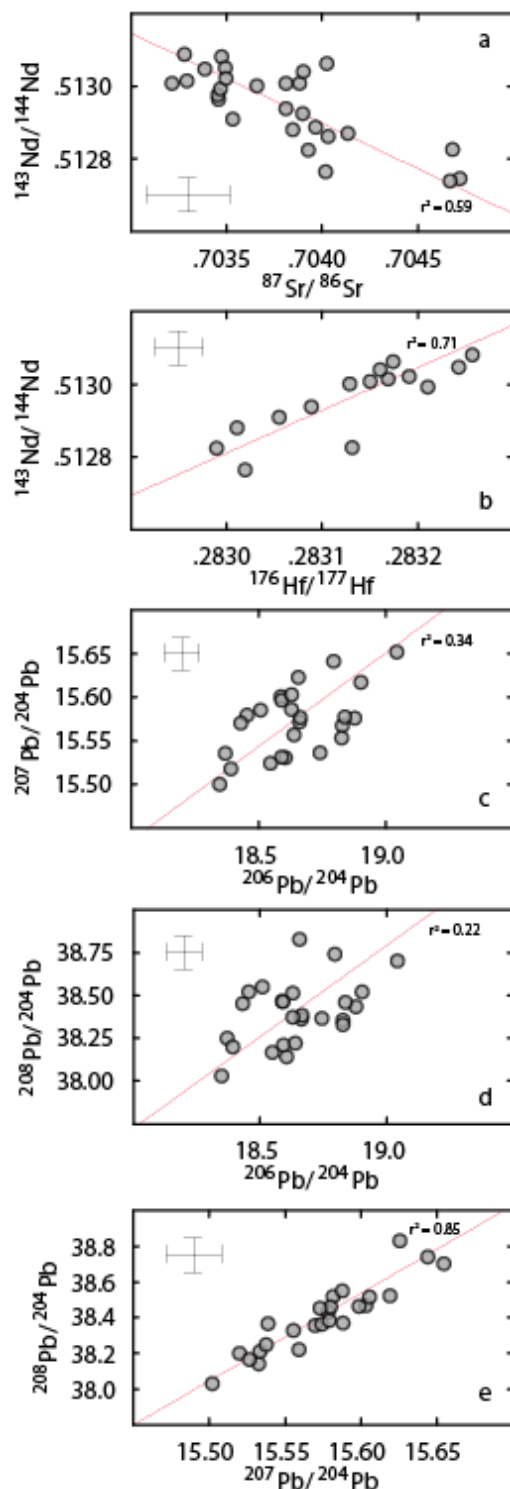 a
.5130
.5128
¹⁴³Nd/¹⁴⁴Nd
r² = 0.59
.7035 .7040 .7045
⁸⁷Sr/⁸⁶Sr
r² = 0.71
.5130
.5128
¹⁴³Nd/¹⁴⁴Nd
b
.2830 .2831 .2832
¹⁷⁶Hf/¹⁷⁷Hf
r² = 0.34
15.65
15.60
15.55
15.50
²⁰⁷Pb/²⁰⁴Pb
c
18.5 19.0
²⁰⁶Pb/²⁰⁴Pb
r² = 0.22
38.75
38.50
38.25
38.00
²⁰⁸Pb/²⁰⁴Pb
d
18.5 19.0
²⁰⁶Pb/²⁰⁴Pb
r² = 0.85
38.8
38.6
38.4
38.2
38.0
²⁰⁸Pb/²⁰⁴Pb
e
15.50 15.55 15.60 15.65
²⁰⁷Pb/²⁰⁴Pb